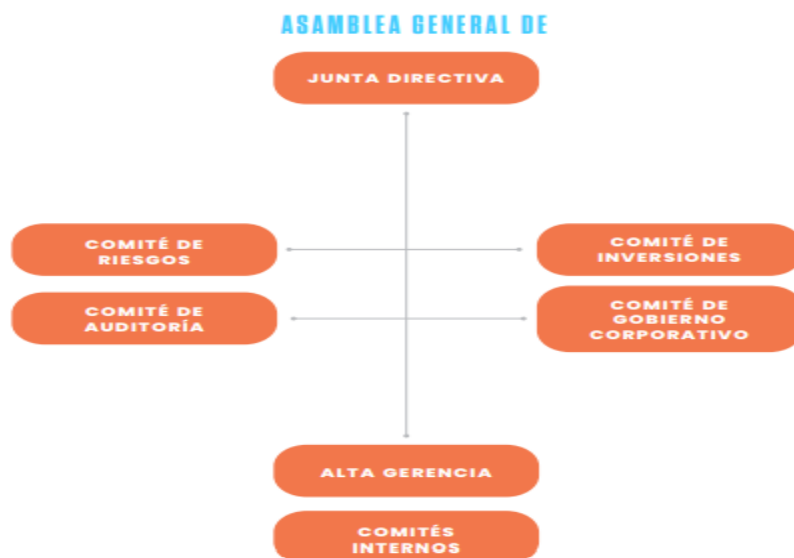 ASAMBLEA GENERAL DE
JUNTA DIRECTIVA
COMITÉ DE
RIESGOS
COMITÉ DE
INVERSIONES
COMITÉ DE
AUDITORÍA
COMITÉ DE
GOBIERNO
CORPORATIVO
ALTA GERENCIA
COMITÉS
INTERNOS